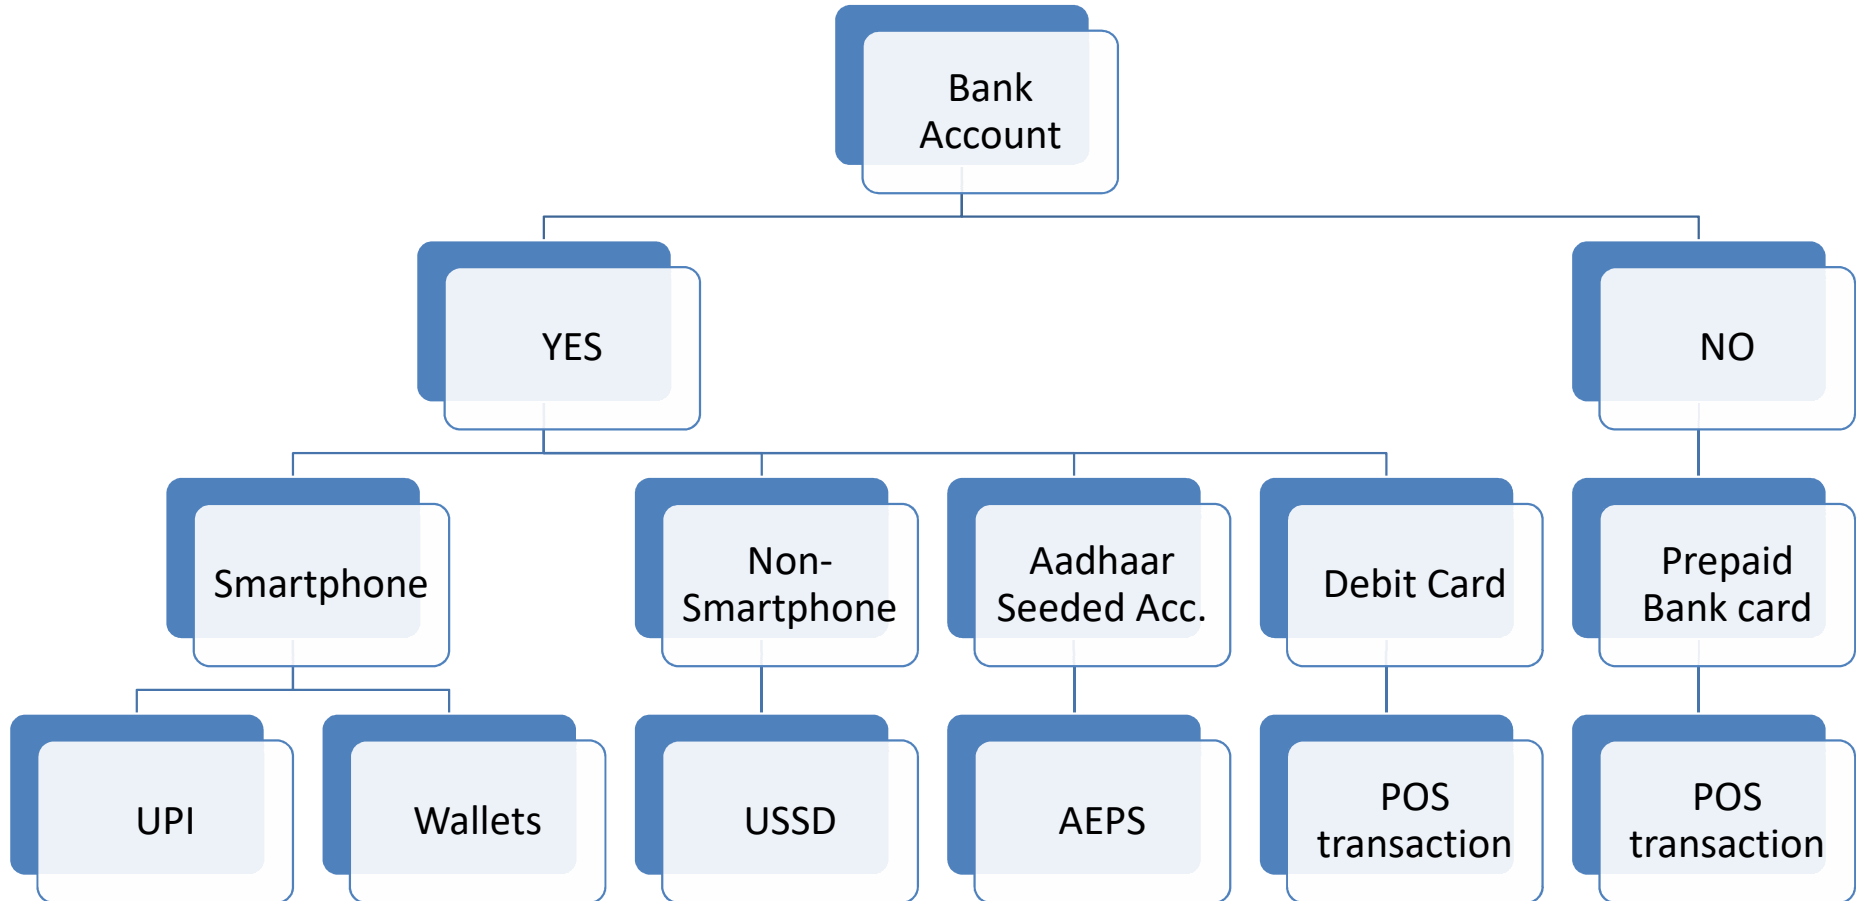 Bank
Account
YES
NO
Smartphone
Non-
Smartphone
Aadhaar
Seeded Acc.
Debit Card
Prepaid
Bank card
UPI
Wallets
USSD
AEPS
POS
transaction
POS
transaction